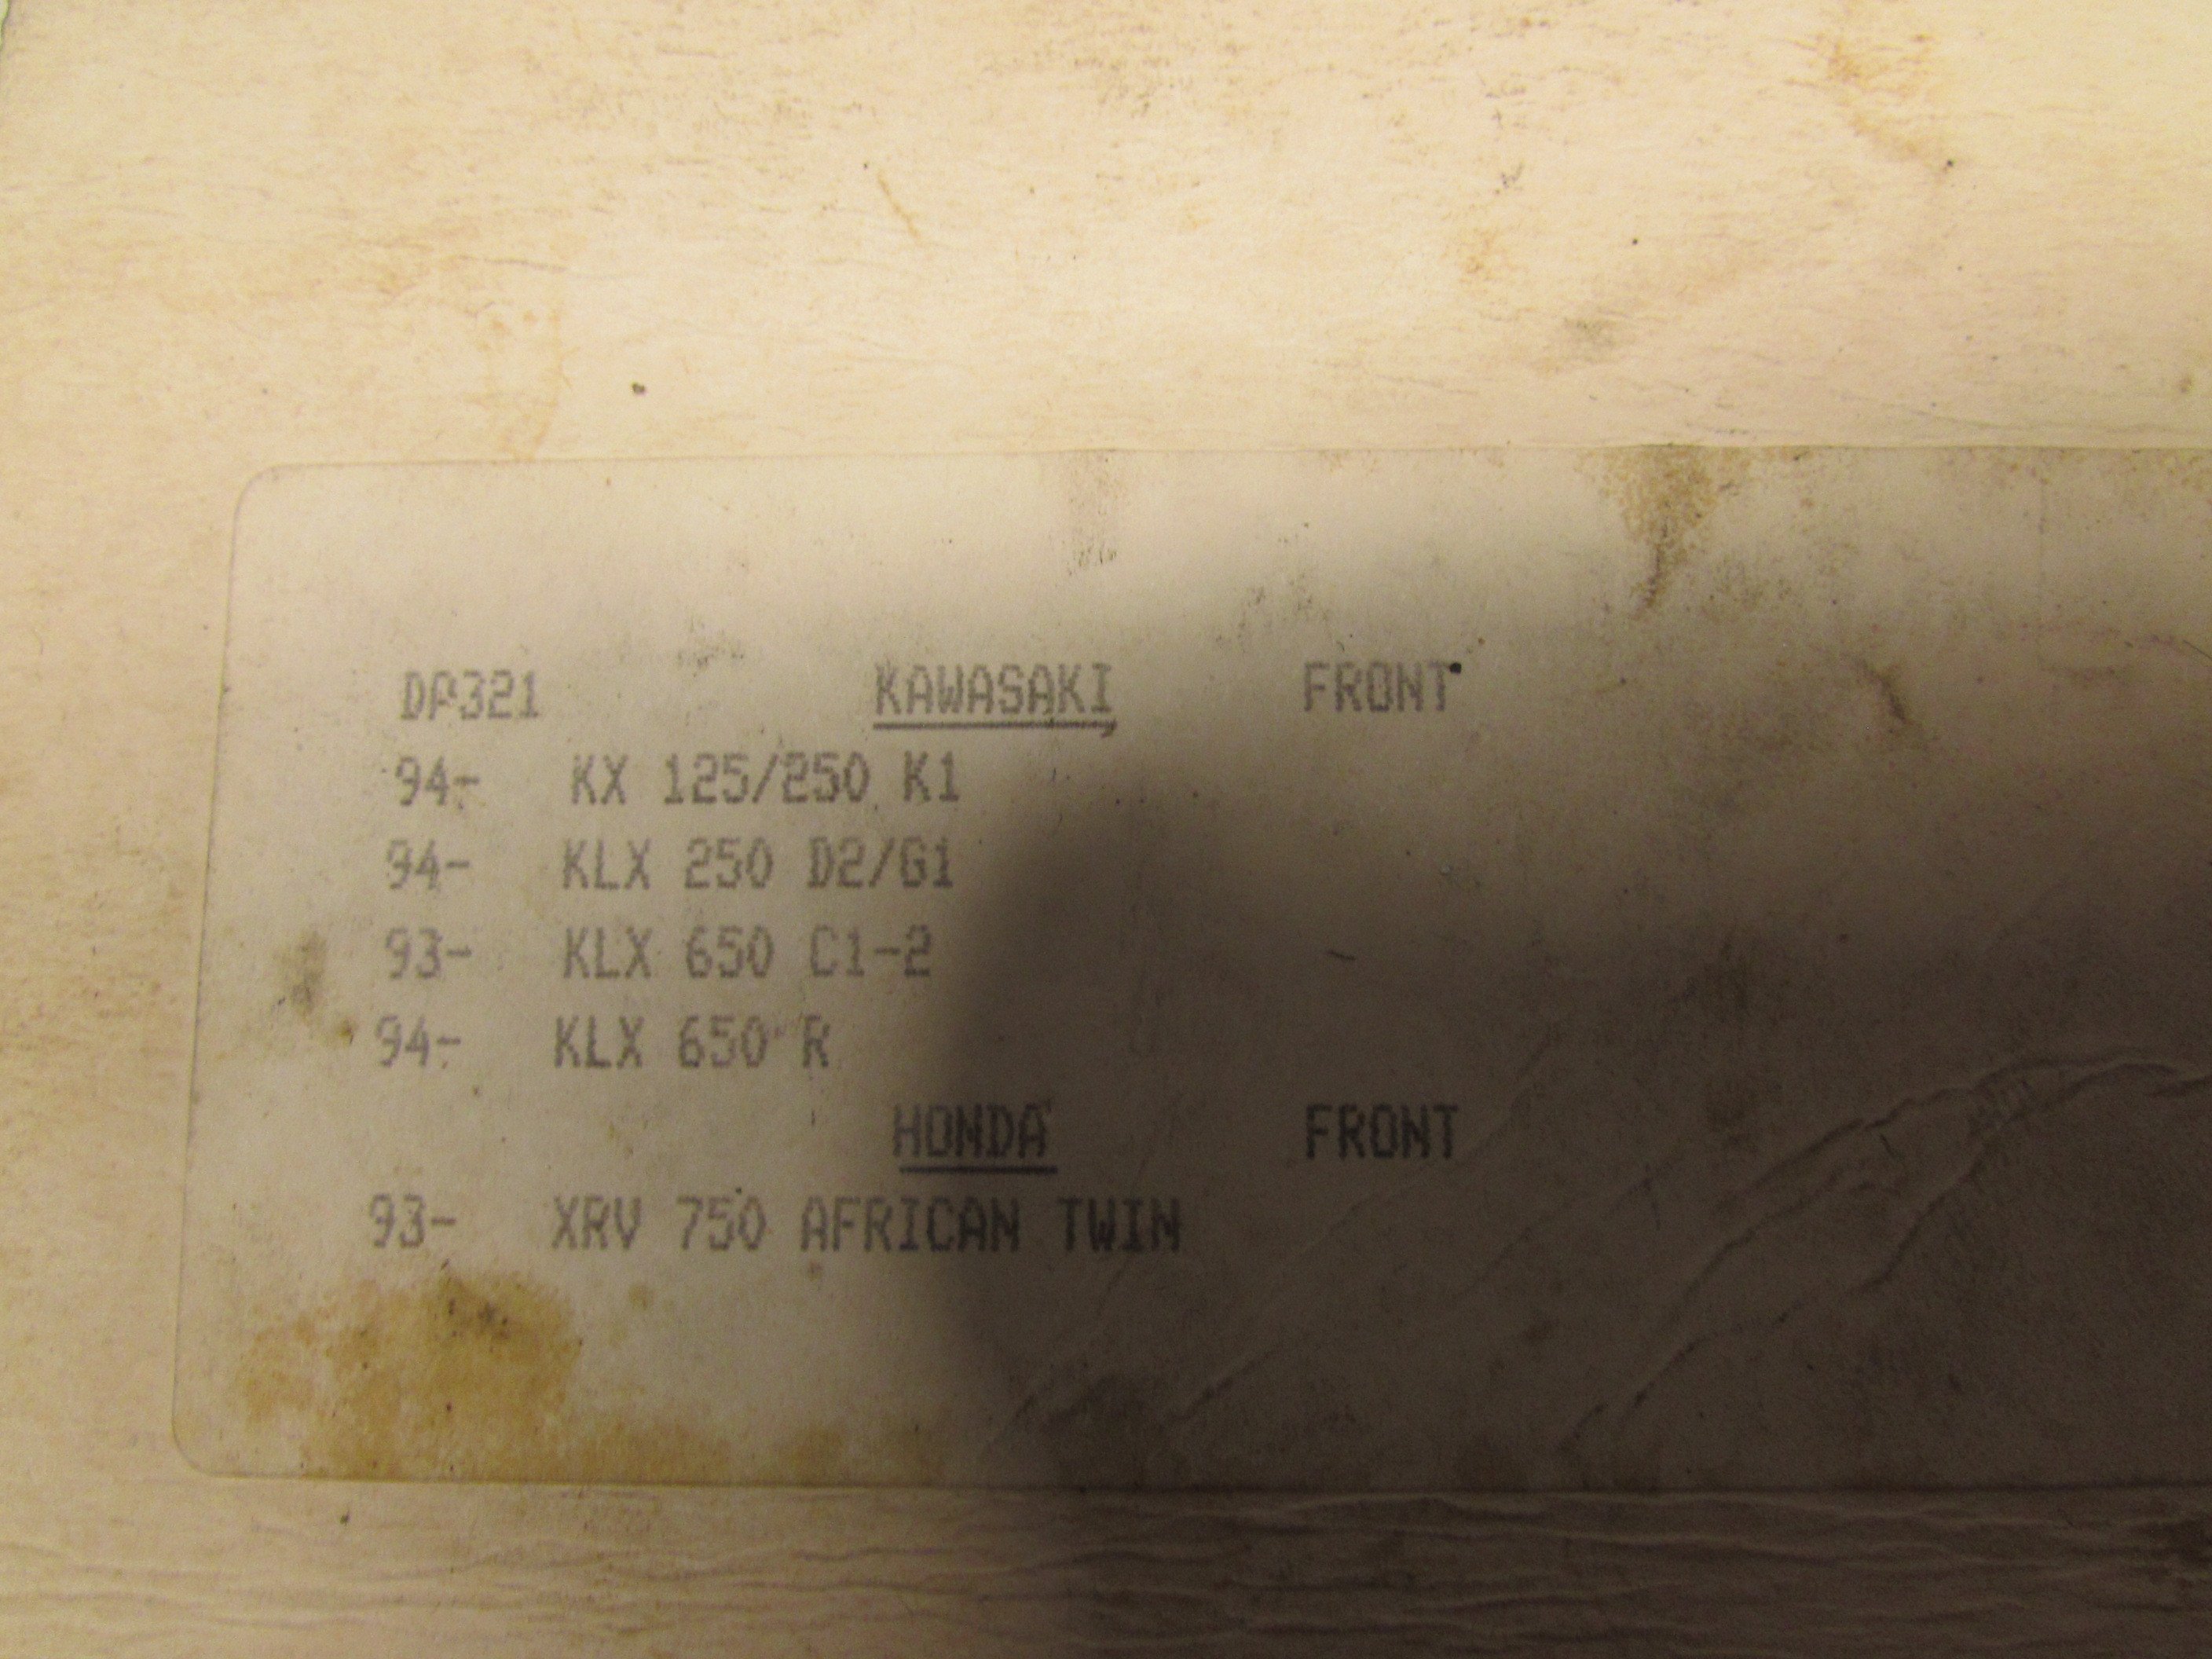 DP321 KAWASAKI FRONT
94- KX 125/250 K1
94- KLX 250 D2/G1
93- KLX 650 C1-2
94- KLX 650 R
HONDA FRONT
93- XRV 750 AFRICAN TWIN